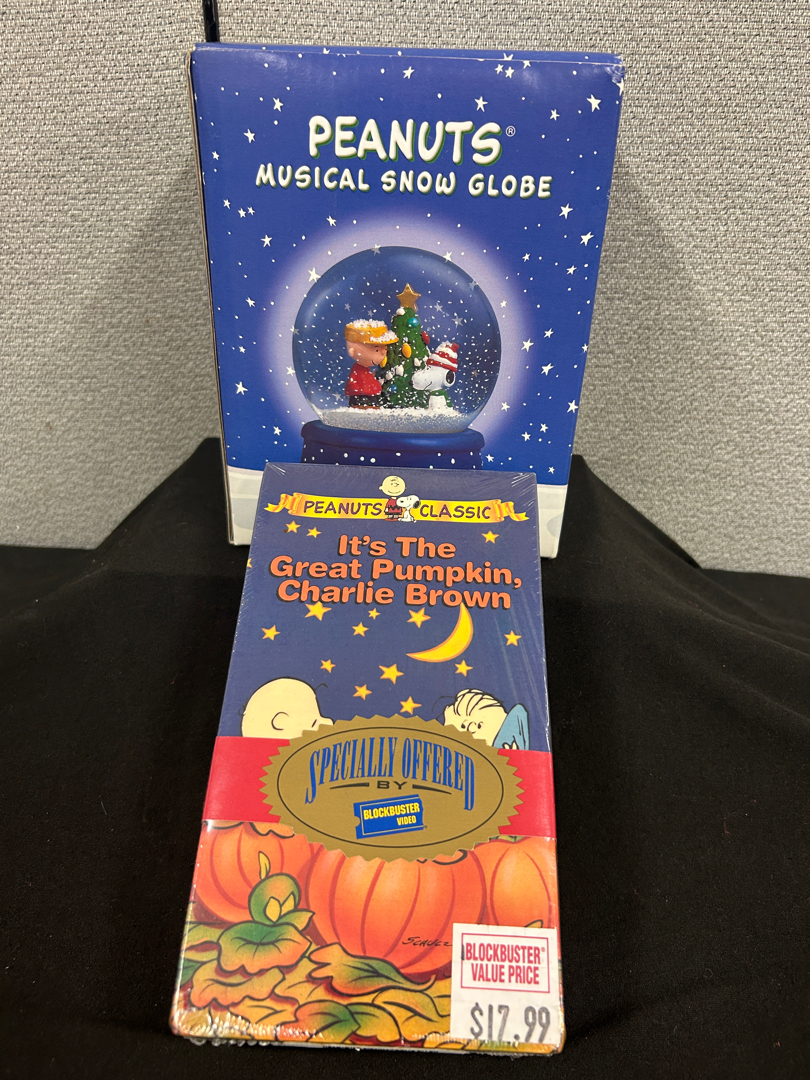 PEANUTS®
MUSICAL SNOW GLOBE
PEANUTS CLASSIC
It's The
Great Pumpkin,
Charlie Brown
SPECIALLY OFFERED
BY
BLOCKBUSTER
VIDEO
SCHULZ
BLOCKBUSTER®
VALUE PRICE
$17.99